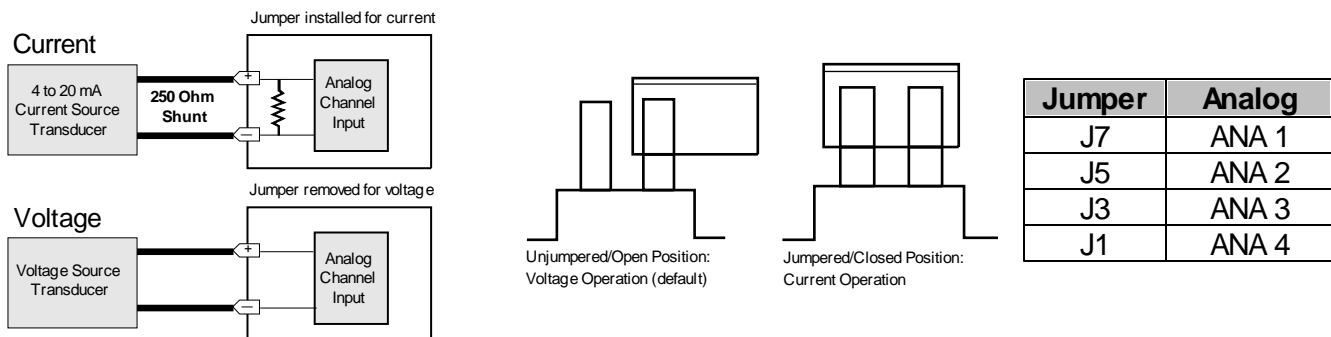 Jumper installed for current
Current
4 to 20 mA
Current Source
Transducer
250 Ohm
Shunt
+
—
Analog
Channel
Input
Jumper removed for voltage
Voltage
Voltage Source
Transducer
+
—
Analog
Channel
Input
Unjumpered/Open Position:
Voltage Operation (default)
Jumpered/Closed Position:
Current Operation
Jumper Analog
J7 ANA 1
J5 ANA 2
J3 ANA 3
J1 ANA 4